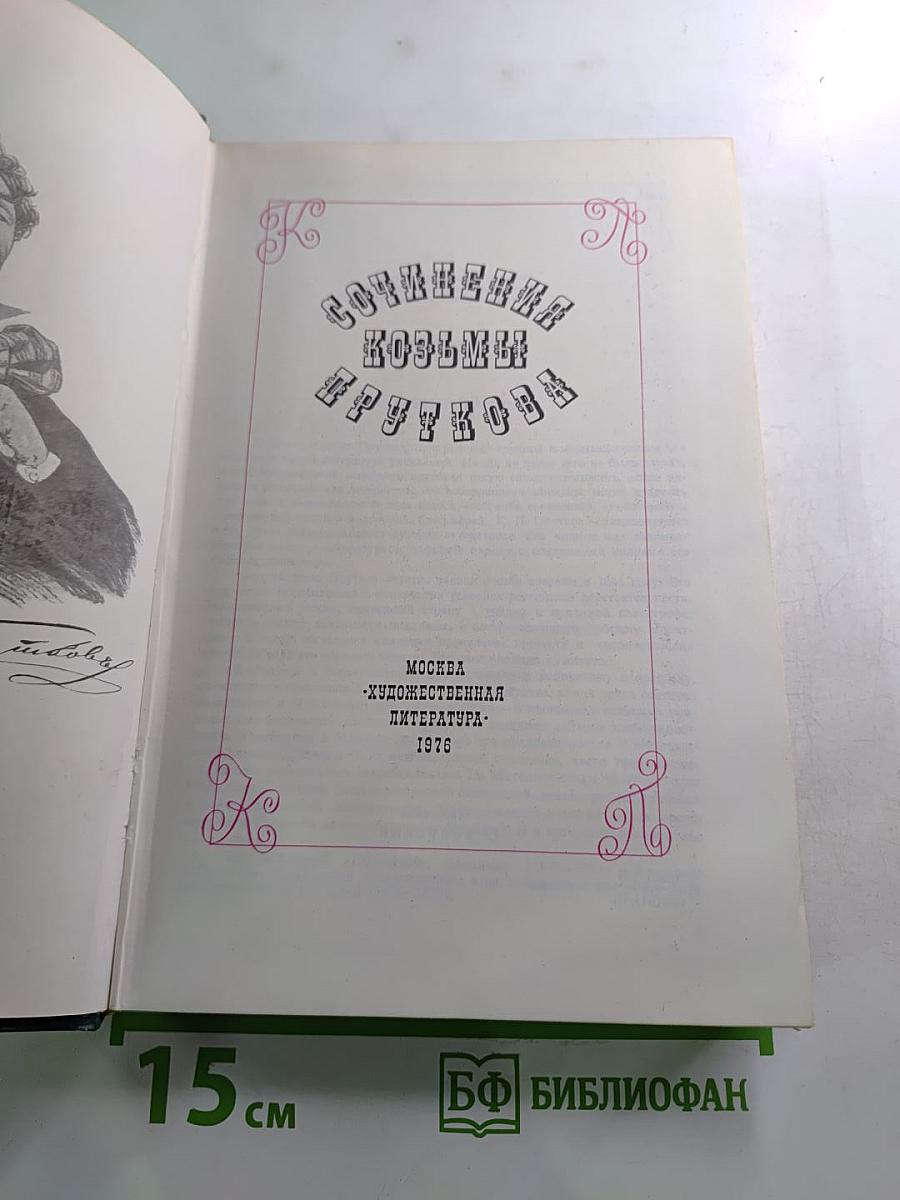 К П
СОЧИНЕНИЯ
КОЗЬМЫ
ПРУТКОВА
МОСКВА
«ХУДОЖЕСТВЕННАЯ
ЛИТЕРАТУРА»
1976
К П
15 см
БФ БИБЛИОФАН